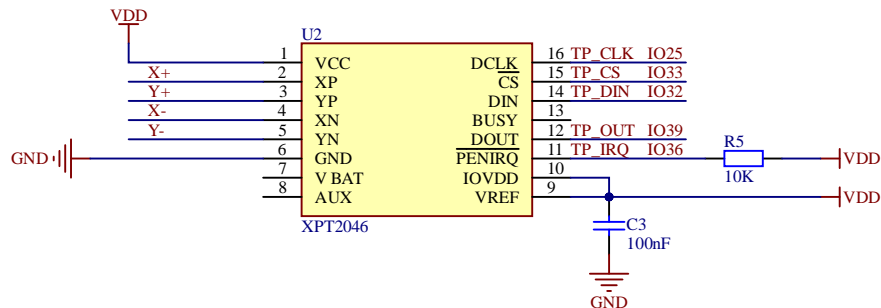 VDD
U2
1 VCC DCLK 16 TP_CLK IO25
X+ 2 XP CS 15 TP_CS IO33
Y+ 3 YP DIN 14 TP_DIN IO32
X- 4 XN BUSY 13
Y- 5 YN DOUT 12 TP_OUT IO39
GND 6 GND PENIRQ 11 TP_IRQ IO36 R5 10K VDD
7 VBAT IOVDD 10
8 AUX VREF 9 VDD
XPT2046
C3
100nF
GND